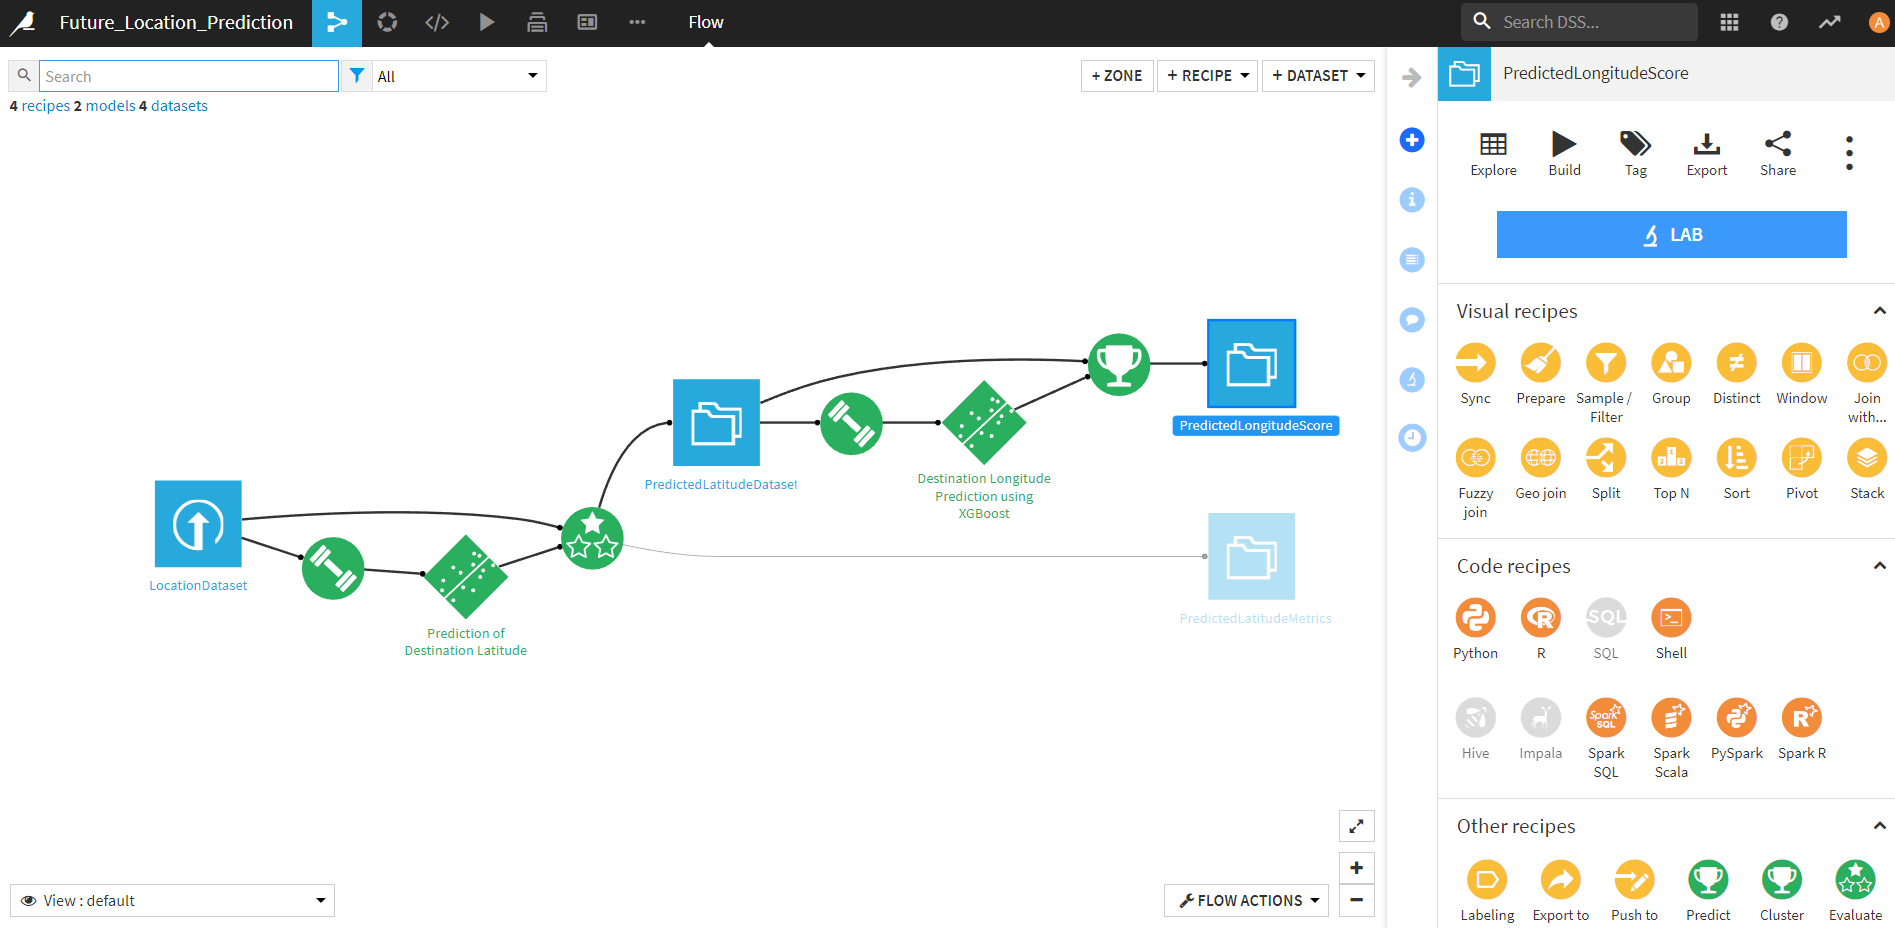 Future_Location_Prediction
Flow
Search DSS...
A
Search
All
+ ZONE
+ RECIPE
+ DATASET
4 recipes 2 models 4 datasets
LocationDataset
Prediction of
Destination Latitude
PredictedLatitudeDataset
Destination Longitude
Prediction using
XGBoost
PredictedLongitudeScore
PredictedLatitudeMetrics
View : default
FLOW ACTIONS
PredictedLongitudeScore
Explore
Build
Tag
Export
Share
LAB
Visual recipes
Sync
Prepare
Sample /
Filter
Group
Distinct
Window
Join
with...
Fuzzy
join
Geo join
Split
Top N
Sort
Pivot
Stack
Code recipes
Python
R
SQL
SQL
Shell
Hive
Impala
Spark
SQL
Spark
SQL
Spark
Scala
PySpark
R
Spark R
Other recipes
Labeling
Export to
Push to
Predict
Cluster
Evaluate